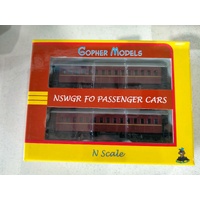 GOPHER MODELS
NSWGR FO PASSENGER CARS
N SCALE